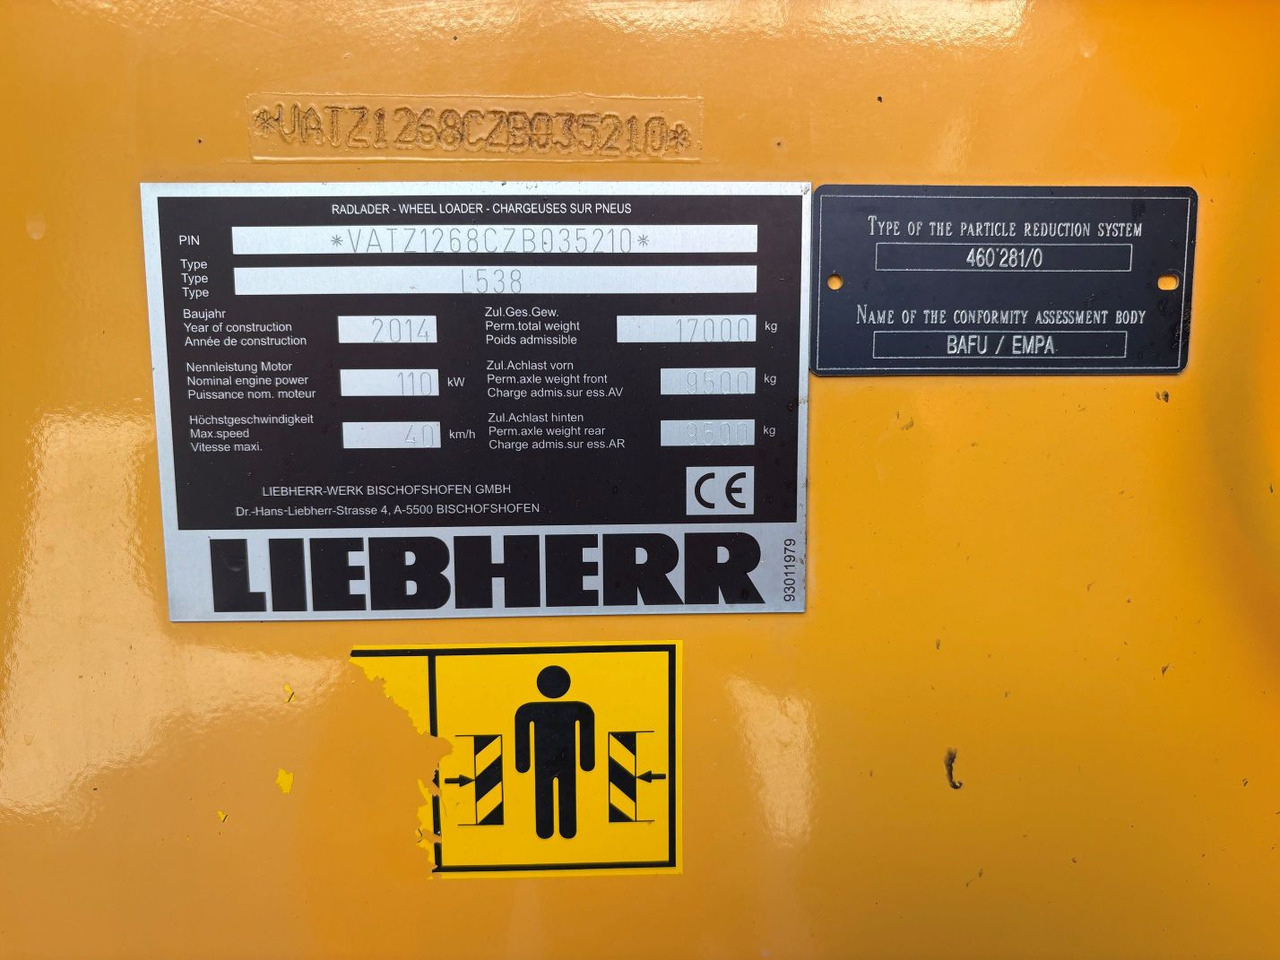 *VATZ1268CZB035210*
RADLADER - WHEEL LOADER - CHARGEUSES SUR PNEUS
PIN *VATZ1268CZB035210*
Type
Type L538
Type
Baujahr
Year of construction 2014
Année de construction
Zul.Ges.Gew.
Perm.total weight 17000 kg
Poids admissible
Nennleistung Motor
Nominal engine power 110 kW
Puissance nom. moteur
Zul.Achlast vorn
Perm.axle weight front 9500 kg
Charge admis.sur ess.AV
Höchstgeschwindigkeit
Max.speed 40 km/h
Vitesse maxi.
Zul.Achlast hinten
Perm.axle weight rear 9500 kg
Charge admis.sur ess.AR
LIEBHERR-WERK BISCHOFSHOFEN GMBH
Dr.-Hans-Liebherr-Strasse 4, A-5500 BISCHOFSHOFEN
CE
LIEBHERR
93011979
TYPE OF THE PARTICLE REDUCTION SYSTEM
460'281/0
NAME OF THE CONFORMITY ASSESSMENT BODY
BAFU / EMPA